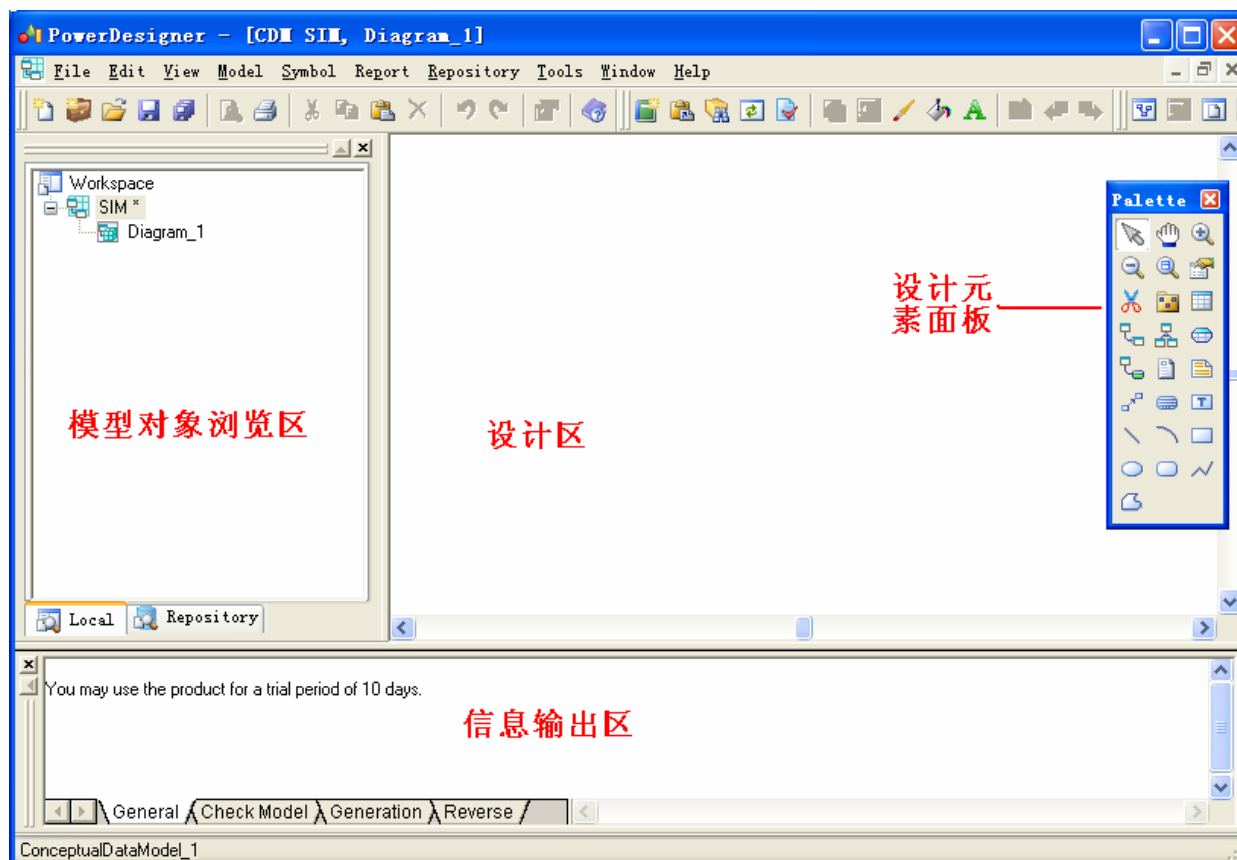 PowerDesigner - [CDM SIM, Diagram_1]
File Edit View Model Symbol Report Repository Tools Window Help
Workspace
SIM *
Diagram_1
Palette
设计元
素面板
模型对象浏览区
设计区
Local Repository
You may use the product for a trial period of 10 days.
信息输出区
General Check Model Generation Reverse
ConceptualDataModel_1